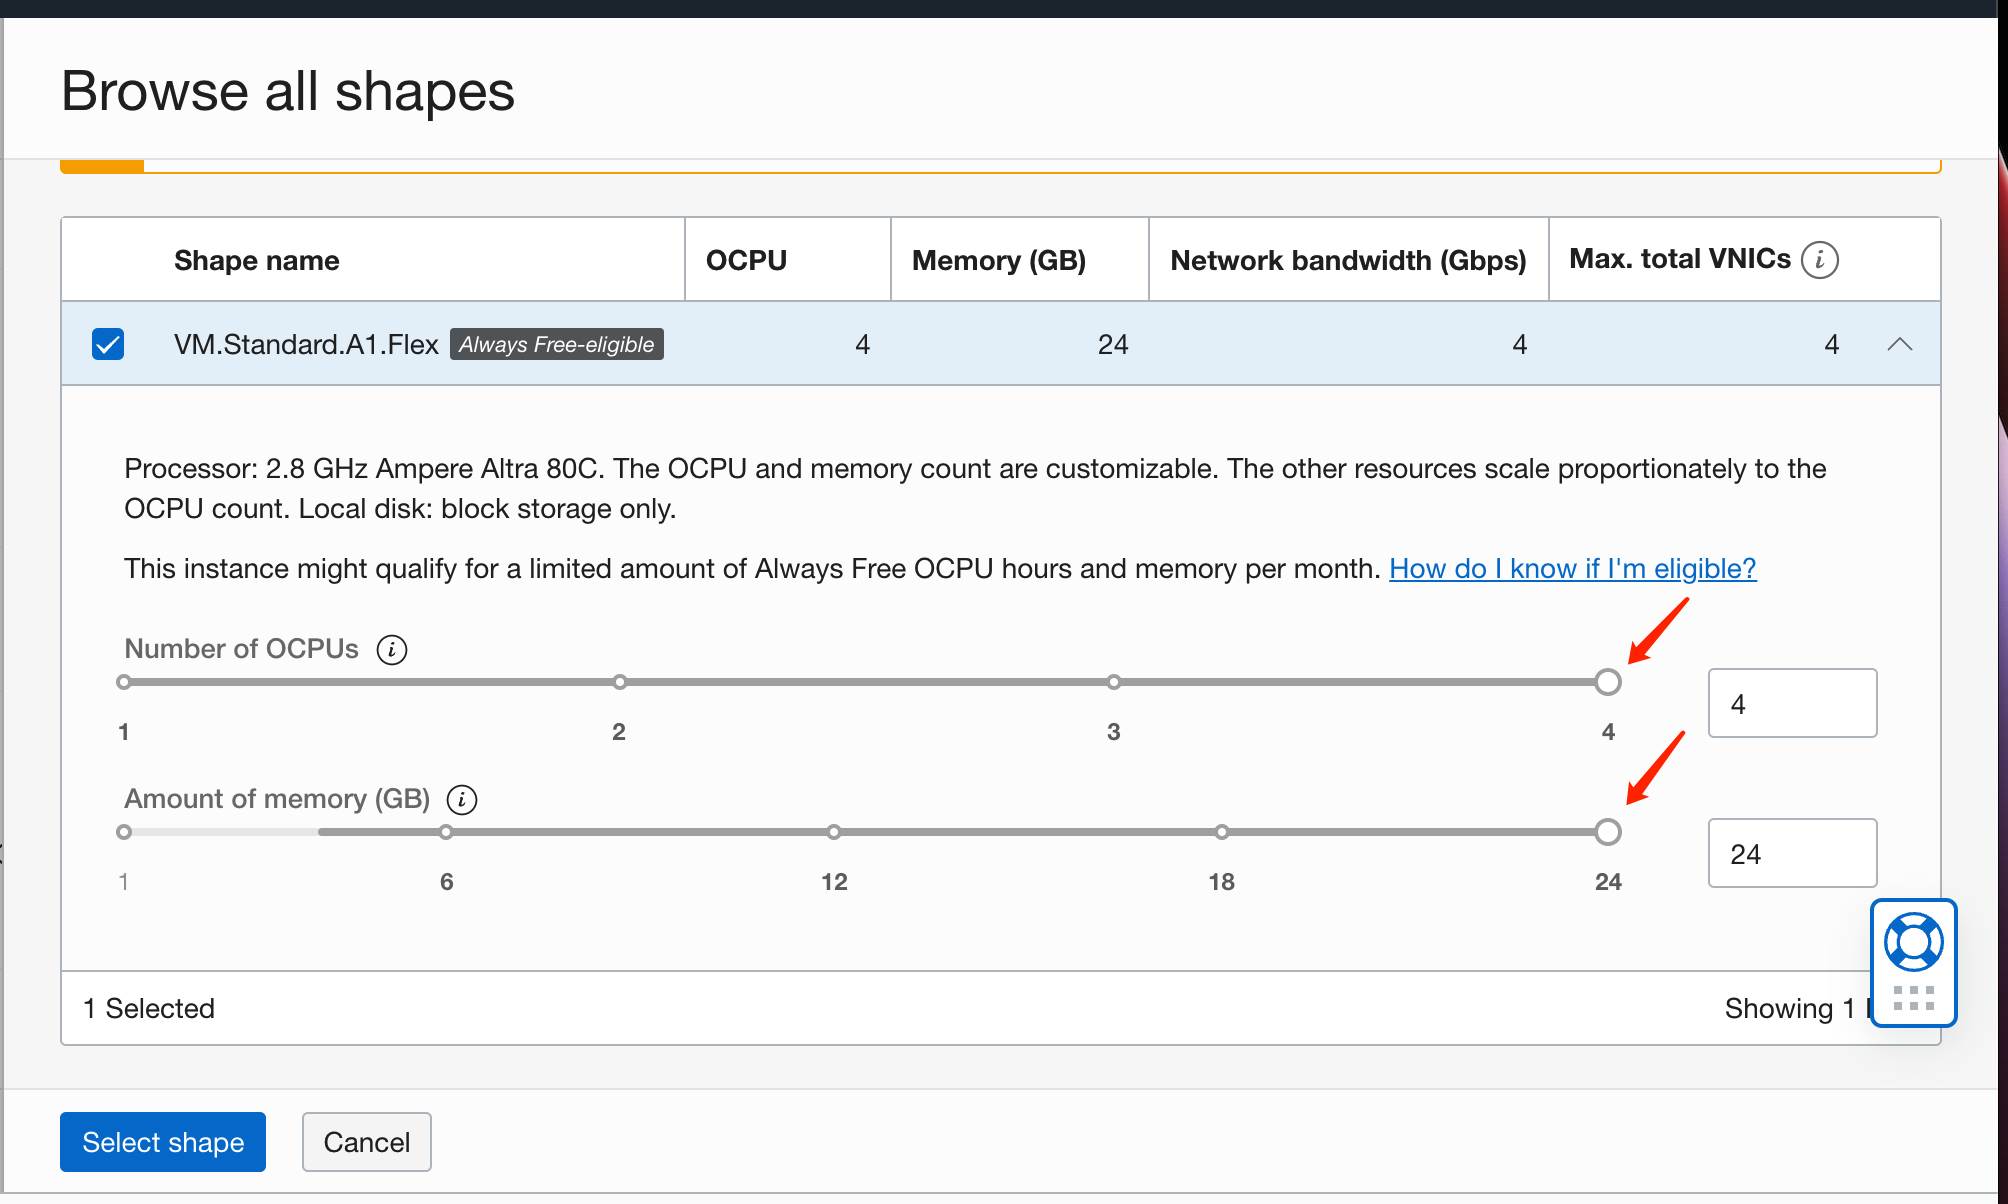 Browse all shapes
Shape name OCPU Memory (GB) Network bandwidth (Gbps) Max. total VNICs i
VM.Standard.A1.Flex Always Free-eligible 4 24 4 4
Processor: 2.8 GHz Ampere Altra 80C. The OCPU and memory count are customizable. The other resources scale proportionately to the
OCPU count. Local disk: block storage only.
This instance might qualify for a limited amount of Always Free OCPU hours and memory per month. How do I know if I'm eligible?
Number of OCPUs i
4
1 2 3 4
Amount of memory (GB) i
24
1 6 12 18 24
1 Selected Showing 1
Select shape Cancel